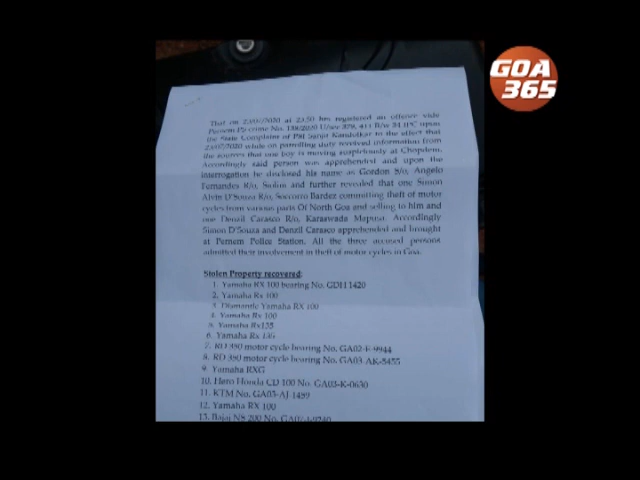 GOA
365
That on 23/07/2020 at 23.50 hrs registered an offence vide
Pernem PS crime No. 138/2020 U/sec 379, 411 R/w 34 IPC upon
the State Complaint of PSI Sanjit Kandolkar to the effect that
23/07/2020 while on patrolling duty received information from
the sources that one boy is moving suspiciously at Chopdem.
Accordingly said person was apprehended and upon the
interrogation he disclosed his name as Gordon S/o, Angelo
Fernandes R/o, Siolim and further revealed that one Simon
Alvin D'Souza R/o, Soccorro Bardez committing theft of motor
cycles from various parts Of North Goa and selling to him and
one Denzil Carasco R/o, Karaswada Mapusa. Accordingly
Simon D'Souza and Denzil Carasco apprehended and brought
at Pernem Police Station. All the three accused persons
admitted their involvement in theft of motor cycles in Goa.
Stolen Property recovered:
1. Yamaha RX 100 bearing No. GDH 1420
2. Yamaha Rx 100
3. Dismantle Yamaha RX 100
4. Yamaha Rx 100
5. Yamaha Rx135
6. Yamaha Rx 135
7. RD 350 motor cycle bearing No. GA02-E-9944
8. RD 350 motor cycle bearing No. GA03-AK-5455
9. Yamaha RXG
10. Hero Honda CD 100 No. GA03-K-0630
11. KTM No. GA03-AJ 1489
12. Yamaha RX 100
13. Bajaj NS 200 No.